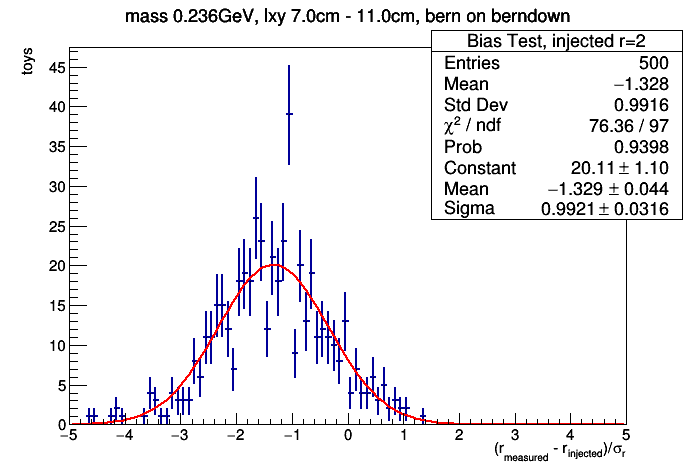 mass 0.236GeV, lxy 7.0cm - 11.0cm, bern on berndown
Bias Test, injected r=2
Entries 500
Mean −1.328
Std Dev 0.9916
χ² / ndf 76.36 / 97
Prob 0.9398
Constant 20.11 ± 1.10
Mean −1.329 ± 0.044
Sigma 0.9921 ± 0.0316
toys
45
40
35
30
25
20
15
10
5
0
−5 −4 −3 −2 −1 0 1 2 3 4 5
(r_measured - r_injected)/σ_r